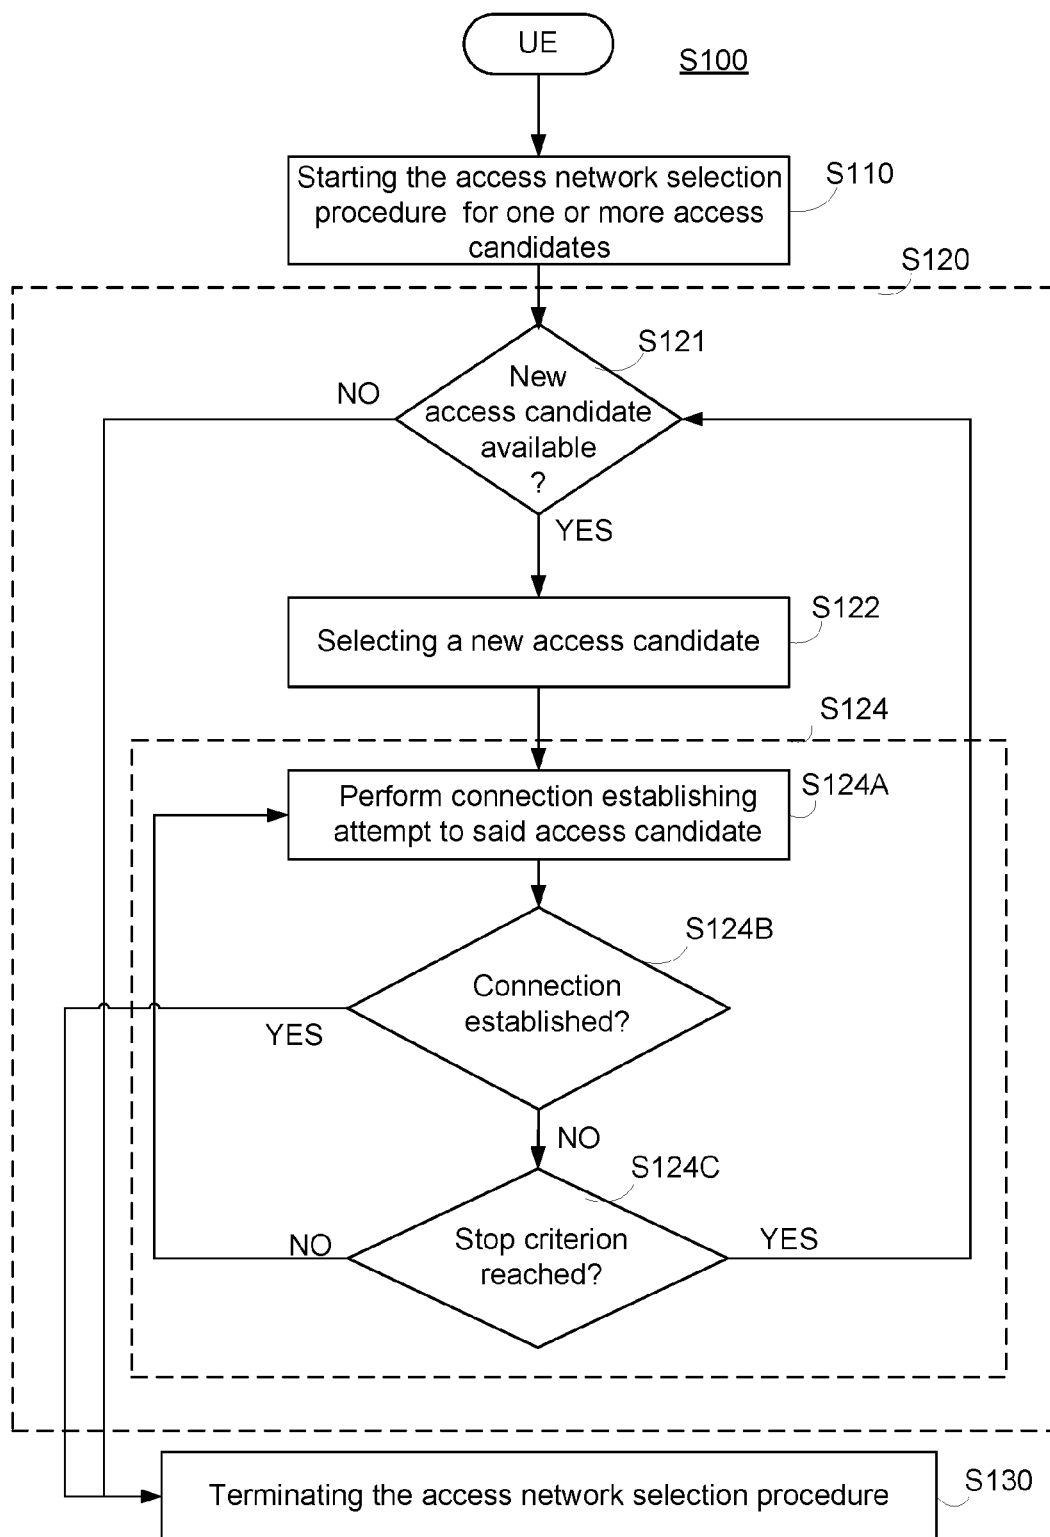 UE
S100
Starting the access network selection
procedure for one or more access
candidates
S110
S120
S121
New
access candidate
available
?
NO
YES
Selecting a new access candidate
S122
S124
Perform connection establishing
attempt to said access candidate
S124A
S124B
Connection
established?
YES
NO
S124C
Stop criterion
reached?
NO
YES
Terminating the access network selection procedure
S130